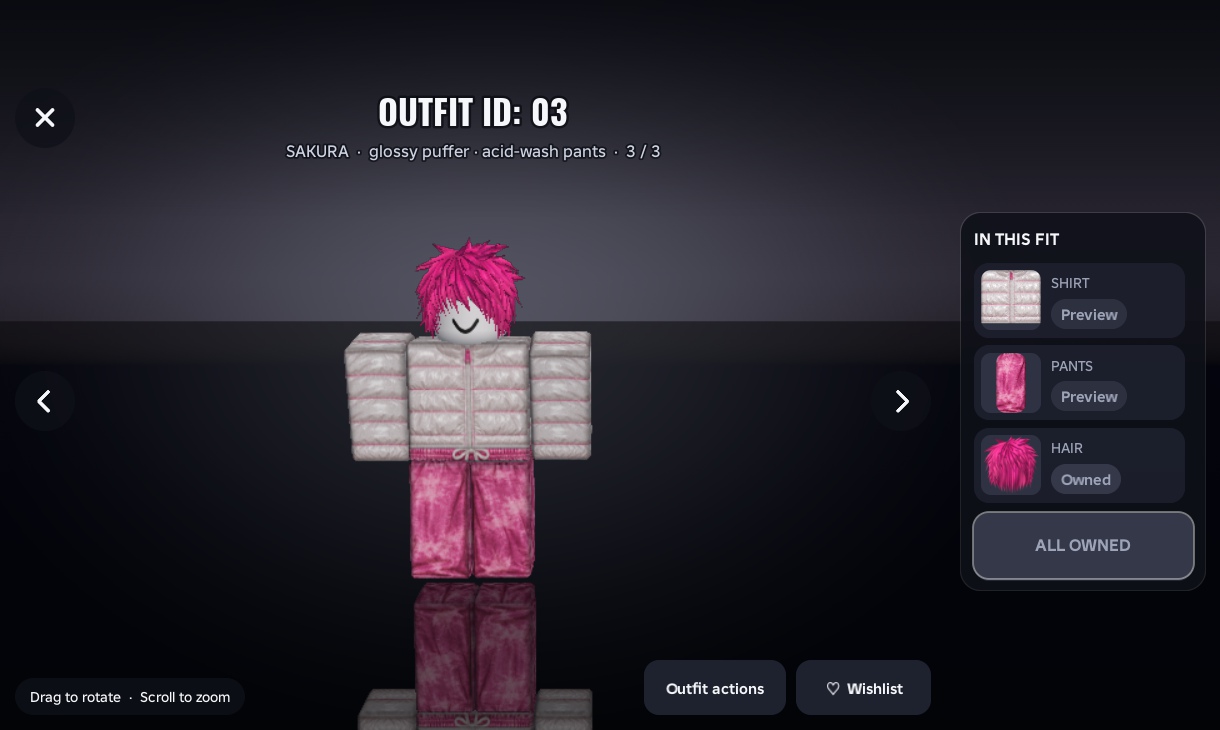 OUTFIT ID: 03
SAKURA · glossy puffer · acid-wash pants · 3 / 3
IN THIS FIT
SHIRT
Preview
PANTS
Preview
HAIR
Owned
ALL OWNED
Outfit actions
♡ Wishlist
Drag to rotate · Scroll to zoom